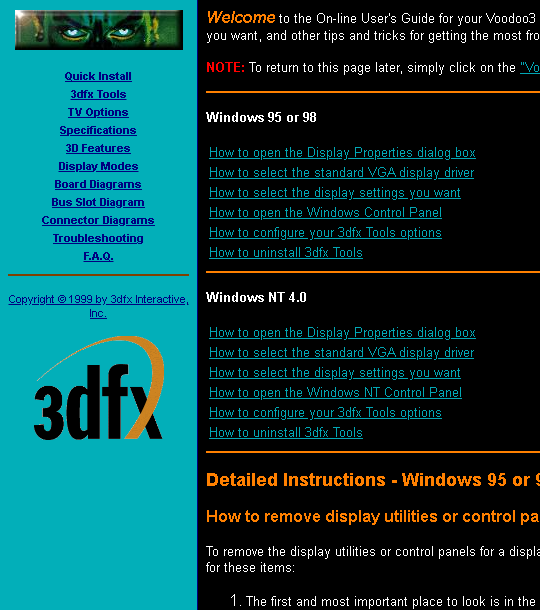 Quick Install
3dfx Tools
TV Options
Specifications
3D Features
Display Modes
Board Diagrams
Bus Slot Diagram
Connector Diagrams
Troubleshooting
F.A.Q.
Copyright © 1999 by 3dfx Interactive,
Inc.
3dfx
Welcome to the On-line User's Guide for your Voodoo3
you want, and other tips and tricks for getting the most fro
NOTE: To return to this page later, simply click on the "Vo
Windows 95 or 98
How to open the Display Properties dialog box
How to select the standard VGA display driver
How to select the display settings you want
How to open the Windows Control Panel
How to configure your 3dfx Tools options
How to uninstall 3dfx Tools
Windows NT 4.0
How to open the Display Properties dialog box
How to select the standard VGA display driver
How to select the display settings you want
How to open the Windows NT Control Panel
How to configure your 3dfx Tools options
How to uninstall 3dfx Tools
Detailed Instructions - Windows 95 or 9
How to remove display utilities or control pa
To remove the display utilities or control panels for a displa
for these items:
1. The first and most important place to look is in the